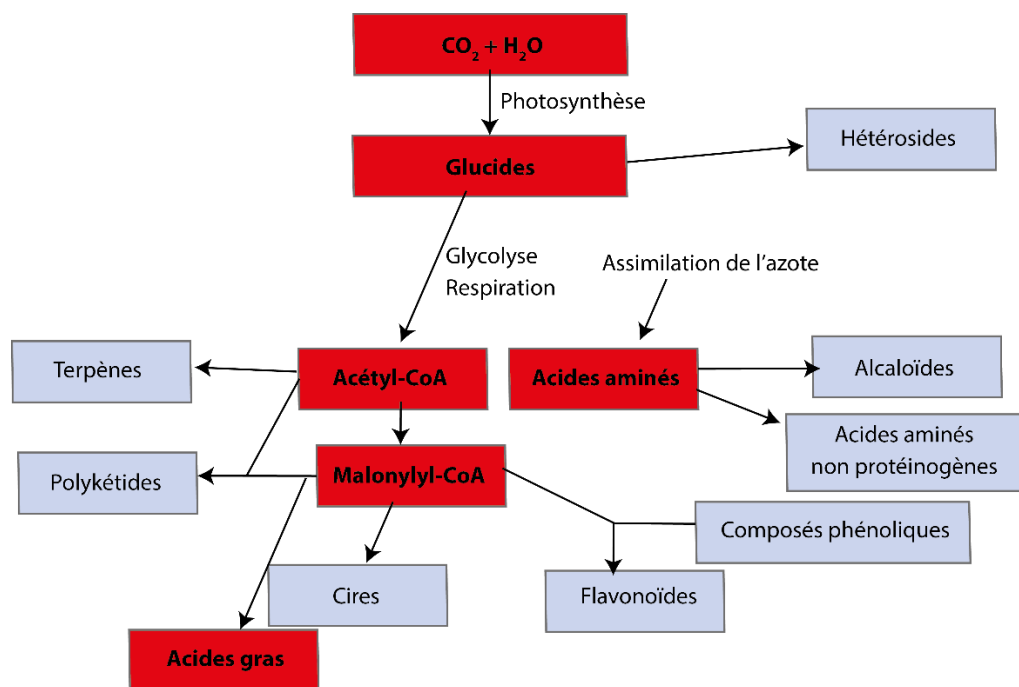 CO₂ + H₂O
Photosynthèse
Hétérosides
Glucides
Glycolyse
Respiration
Assimilation de l'azote
Terpènes
Acétyl-CoA
Acides aminés
Alcaloïdes
Acides aminés
non protéinogènes
Polykétides
Malonylyl-CoA
Composés phénoliques
Cires
Flavonoïdes
Acides gras